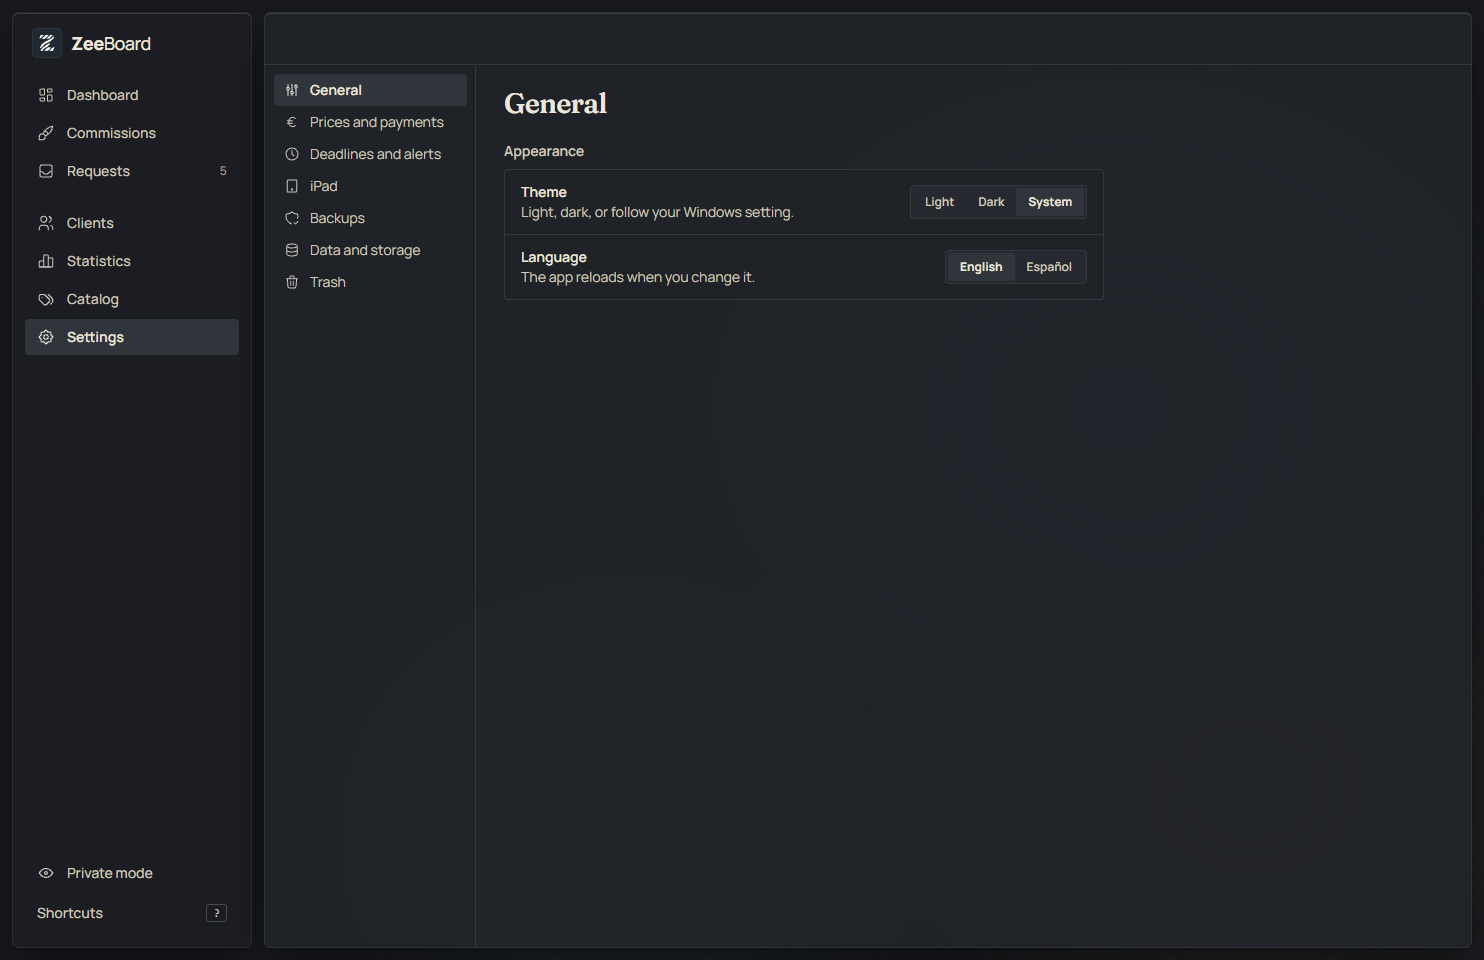 ZeeBoard
Dashboard
Commissions
Requests 5
Clients
Statistics
Catalog
Settings
Private mode
Shortcuts ?
General
€ Prices and payments
Deadlines and alerts
iPad
Backups
Data and storage
Trash
General
Appearance
Theme
Light, dark, or follow your Windows setting.
Light Dark System
Language
The app reloads when you change it.
English Español